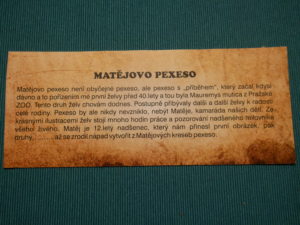 MATĚJOVO PEXESO
Matějovo pexeso není obyčejné pexeso, ale pexeso s „příběhem“, který začal kdysi
dávno a to pořízením mé první želvy před 40.lety a tou byla Mauremys mutica z Pražské
ZOO. Tento druh želv chovám dodnes. Postupně přibývaly další a další želvy k radosti
celé rodiny. Pexeso by ale nikdy nevzniklo, nebýt Matěje, kamaráda našich dětí. Za
krásnými ilustracemi želv stojí mnoho hodin práce a pozorování nadšeného milovníka
všeho živého. Matěj je 12.letý nadšenec, který nám přinesl první obrázek, pak
druhý,.........až se zrodil nápad vytvořit z Matějových kreseb pexeso.